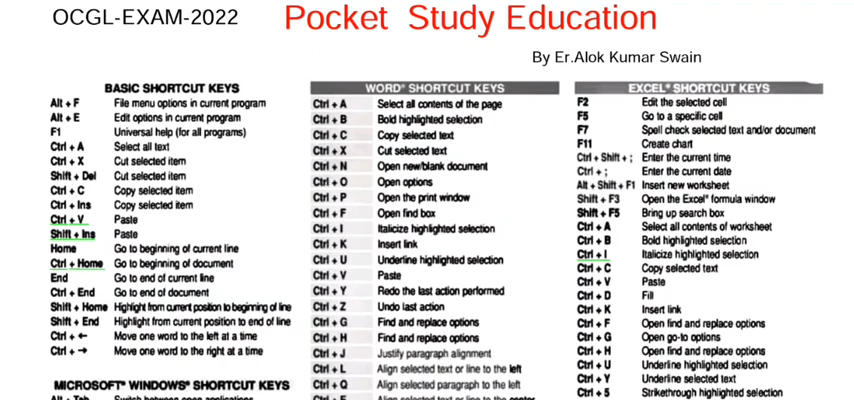 OCGL-EXAM-2022
Pocket Study Education
By Er.Alok Kumar Swain
BASIC SHORTCUT KEYS
Alt + F File menu options in current program
Alt + E Edit options in current program
F1 Universal help (for all programs)
Ctrl + A Select all text
Ctrl + X Cut selected item
Shift + Del Cut selected item
Ctrl + C Copy selected item
Ctrl + Ins Copy selected item
Ctrl + V Paste
Shift + Ins Paste
Home Go to beginning of current line
Ctrl + Home Go to beginning of document
End Go to end of current line
Ctrl + End Go to end of document
Shift + Home Highlight from current position to beginning of line
Shift + End Highlight from current position to end of line
Ctrl + ← Move one word to the left at a time
Ctrl + → Move one word to the right at a time
MICROSOFT® WINDOWS® SHORTCUT KEYS
Alt + Tab Switch between open applications
WORD® SHORTCUT KEYS
Ctrl + A Select all contents of the page
Ctrl + B Bold highlighted selection
Ctrl + C Copy selected text
Ctrl + X Cut selected text
Ctrl + N Open new/blank document
Ctrl + O Open options
Ctrl + P Open the print window
Ctrl + F Open find box
Ctrl + I Italicize highlighted selection
Ctrl + K Insert link
Ctrl + U Underline highlighted selection
Ctrl + V Paste
Ctrl + Y Redo the last action performed
Ctrl + Z Undo last action
Ctrl + G Find and replace options
Ctrl + H Find and replace options
Ctrl + J Justify paragraph alignment
Ctrl + L Align selected text or line to the left
Ctrl + Q Align selected paragraph to the left
Ctrl + E Align selected text or line to the center
EXCEL® SHORTCUT KEYS
F2 Edit the selected cell
F5 Go to a specific cell
F7 Spell check selected text and/or document
F11 Create chart
Ctrl + Shift + ; Enter the current time
Ctrl + ; Enter the current date
Alt + Shift + F1 Insert new worksheet
Shift + F3 Open the Excel® formula window
Shift + F5 Bring up search box
Ctrl + A Select all contents of worksheet
Ctrl + B Bold highlighted selection
Ctrl + I Italicize highlighted selection
Ctrl + C Copy selected text
Ctrl + V Paste
Ctrl + D Fill
Ctrl + K Insert link
Ctrl + F Open find and replace options
Ctrl + G Open go-to options
Ctrl + H Open find and replace options
Ctrl + U Underline highlighted selection
Ctrl + Y Underline selected text
Ctrl + 5 Strikethrough highlighted selection